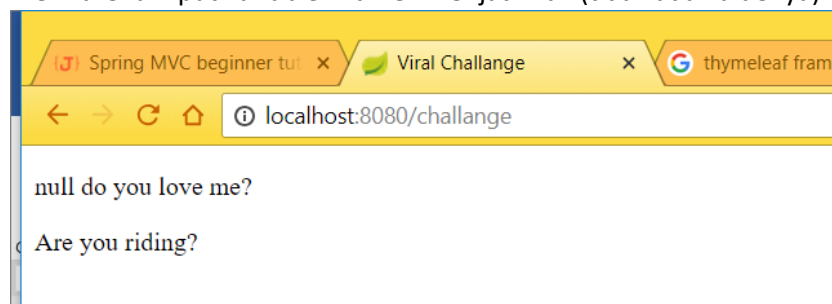 Spring MVC beginner tut
Viral Challange
thymeleaf fram
localhost:8080/challange
null do you love me?
Are you riding?